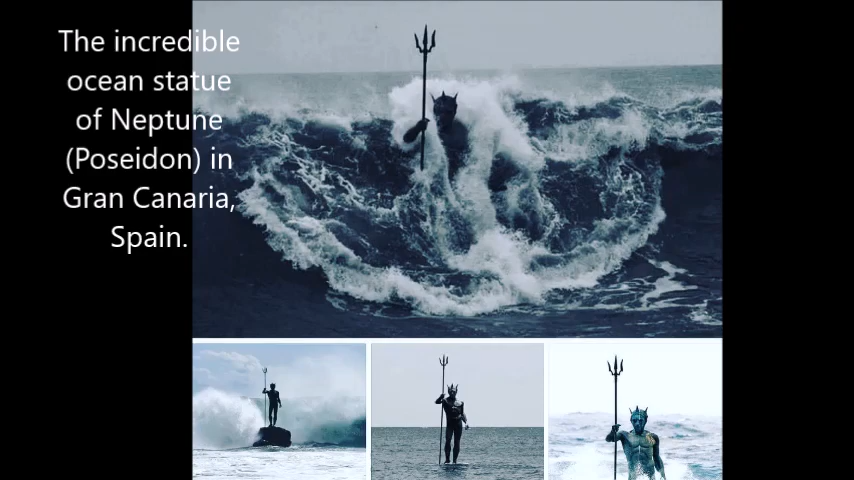 The incredible
ocean statue
of Neptune
(Poseidon) in
Gran Canaria,
Spain.